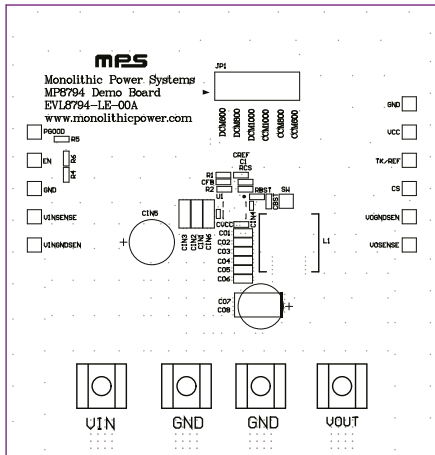 mps
Monolithic Power Systems
MP8794 Demo Board
EVL8794-LE-00A
www.monolithicpower.com
JP1
DCM600
DCM800
DCM1000
CCM1000
CCM800
CCM600
PGOOD
R5
EN
R6
R4
GND
VINSENSE
VINGNDSEN
GND
VCC
TK/REF
CS
VOGNDSEN
VOSENSE
CREF
C1
RCS
R1
CFB
R2
U1
RBST
SW
CBST
CIN4
CIN5
CIN3
CIN2
CIN1
CIN6
CVCC
CO1
CO2
CO3
CO4
CO5
CO6
L1
CO7
CO8
VIN
GND
GND
VOUT